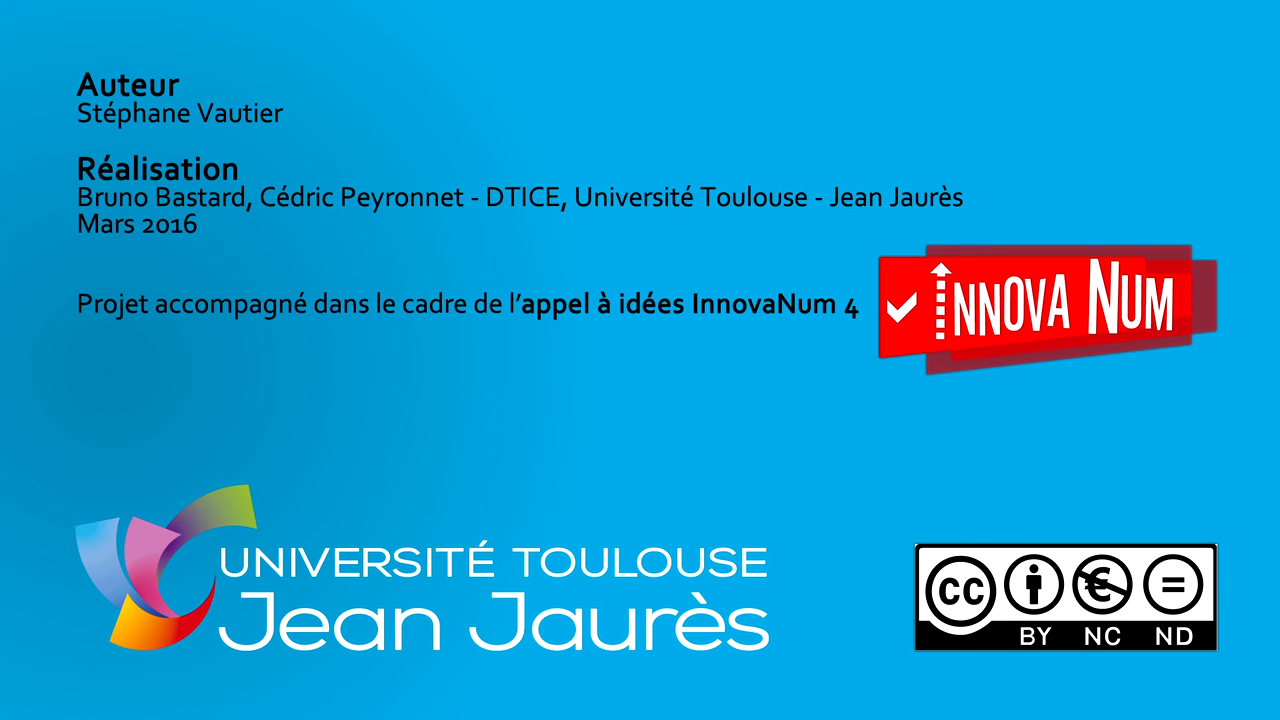 Auteur
Stéphane Vautier
Réalisation
Bruno Bastard, Cédric Peyronnet - DTICE, Université Toulouse - Jean Jaurès
Mars 2016
Projet accompagné dans le cadre de l’appel à idées InnovaNum 4
INNOVA NUM
UNIVERSITÉ TOULOUSE
Jean Jaurès
CC
BY NC ND